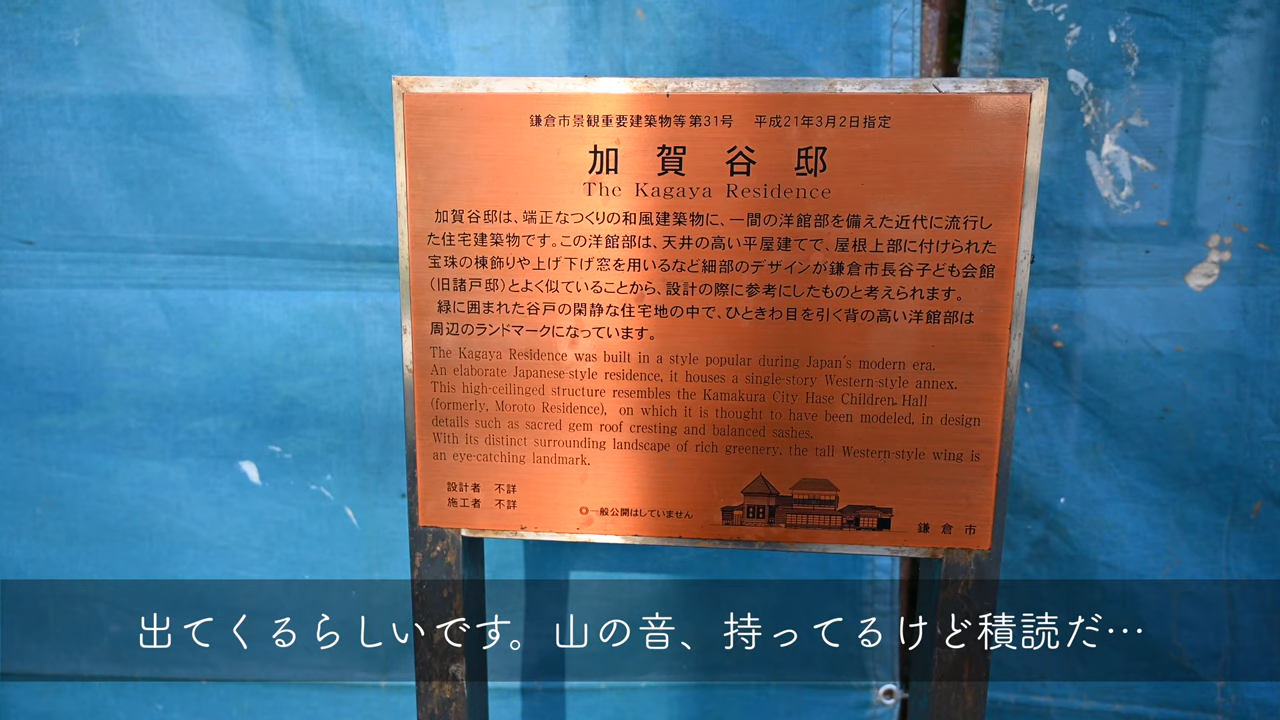 鎌倉市景観重要建築物等第31号　平成21年3月2日指定
加賀谷邸
The Kagaya Residence
加賀谷邸は、端正なつくりの和風建築物に、一間の洋館部を備えた近代に流行し
た住宅建築物です。この洋館部は、天井の高い平屋建てで、屋根上部に付けられた
宝珠の棟飾りや上げ下げ窓を用いるなど細部のデザインが鎌倉市長谷子ども会館
（旧諸戸邸）とよく似ていることから、設計の際に参考にしたものと考えられます。
緑に囲まれた谷戸の閑静な住宅地の中で、ひときわ目を引く背の高い洋館部は
周辺のランドマークになっています。
The Kagaya Residence was built in a style popular during Japan's modern era.
An elaborate Japanese-style residence, it houses a single-story Western-style annex.
This high-ceilinged structure resembles the Kamakura City Hase Children. Hall
(formerly, Moroto Residence), on which it is thought to have been modeled, in design
details such as sacred gem roof cresting and balanced sashes.
With its distinct surrounding landscape of rich greenery, the tall Western-style wing is
an eye-catching landmark.
設計者　不詳
施工者　不詳
◎一般公開はしていません
鎌倉市
出てくるらしいです。山の音、持ってるけど積読だ…